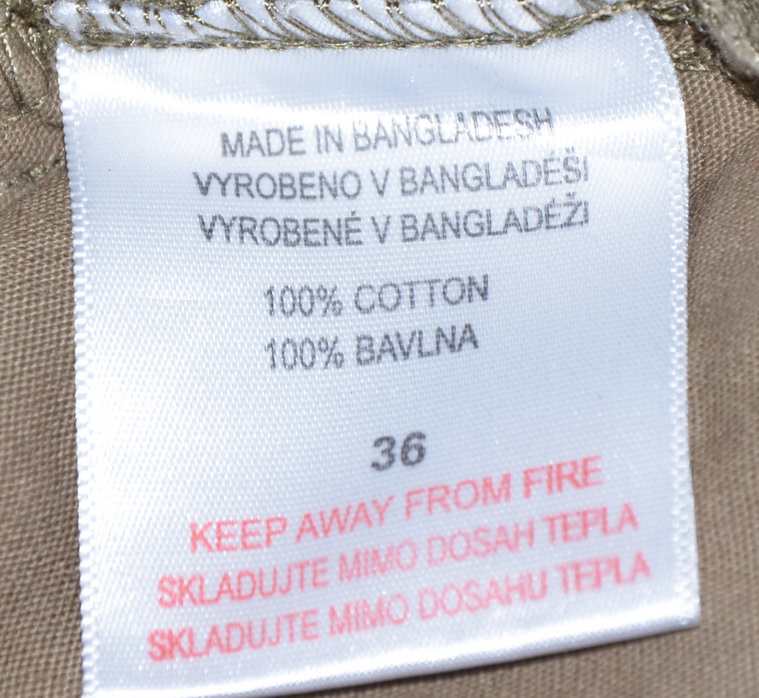 MADE IN BANGLADESH
VYROBENO V BANGLADÉŠI
VYROBENÉ V BANGLADÉŽI
100% COTTON
100% BAVLNA
36
KEEP AWAY FROM FIRE
SKLADUJTE MIMO DOSAH TEPLA
SKLADUJTE MIMO DOSAHU TEPLA